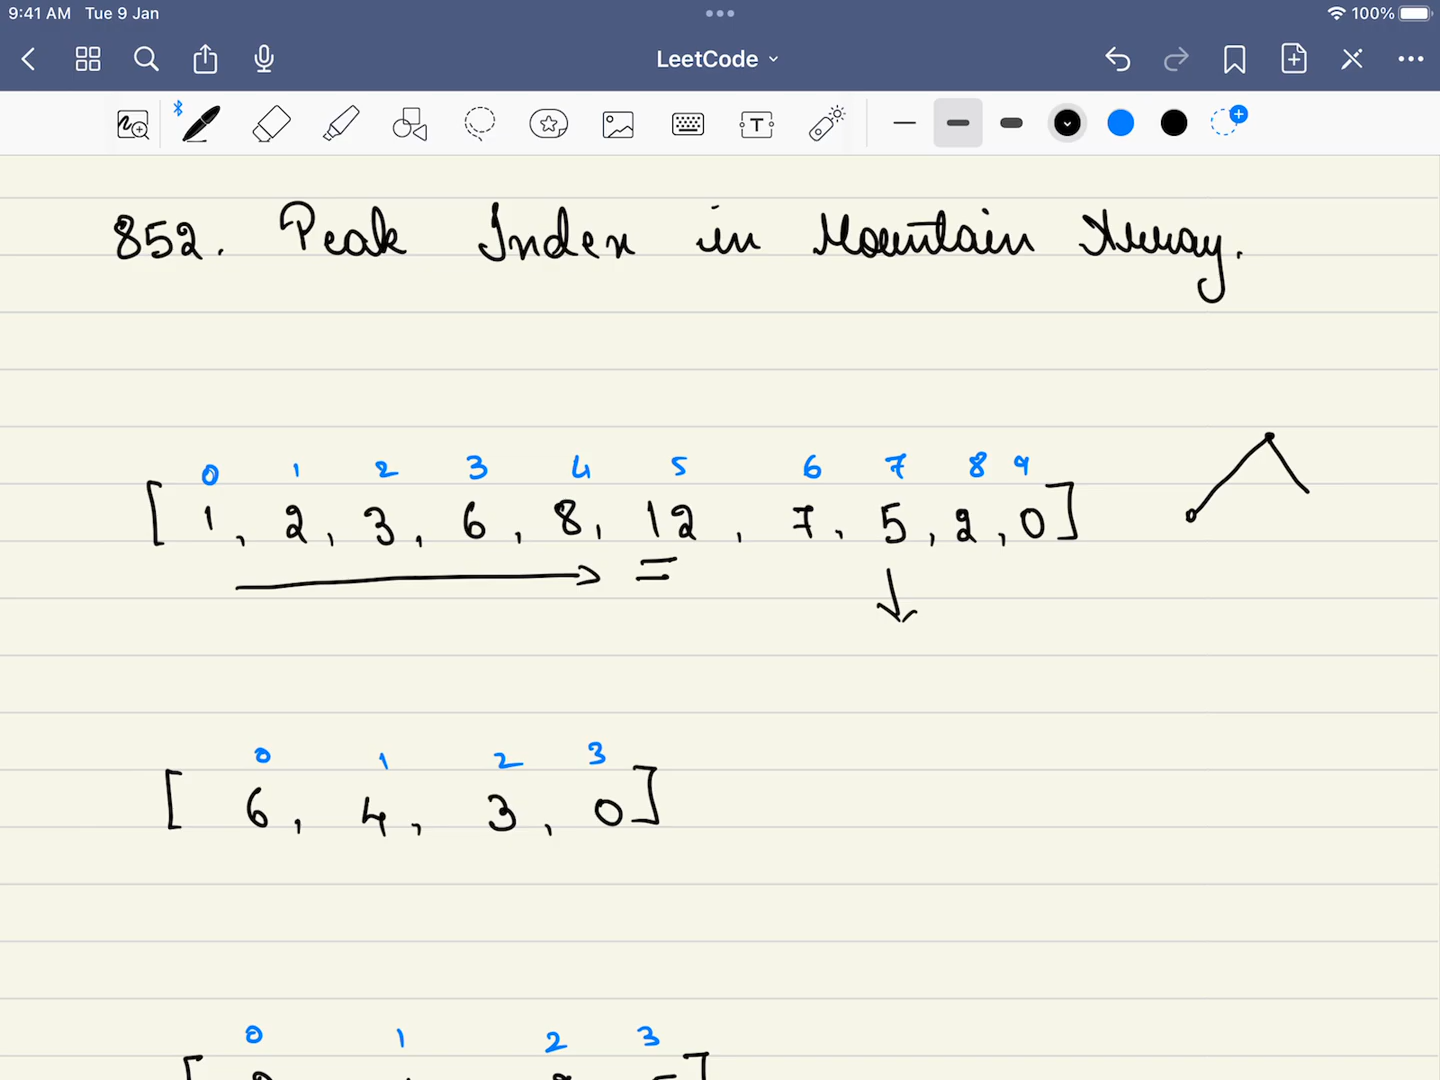 9:41 AM Tue 9 Jan 100%
LeetCode
T
852. Peak Index in Mountain Array.
0 1 2 3 4 5 6 7 8 9
[ 1, 2, 3, 6, 8, 12, 7, 5, 2, 0 ]
=
0 1 2 3
[ 6, 4, 3, 0 ]
0 1 2 3